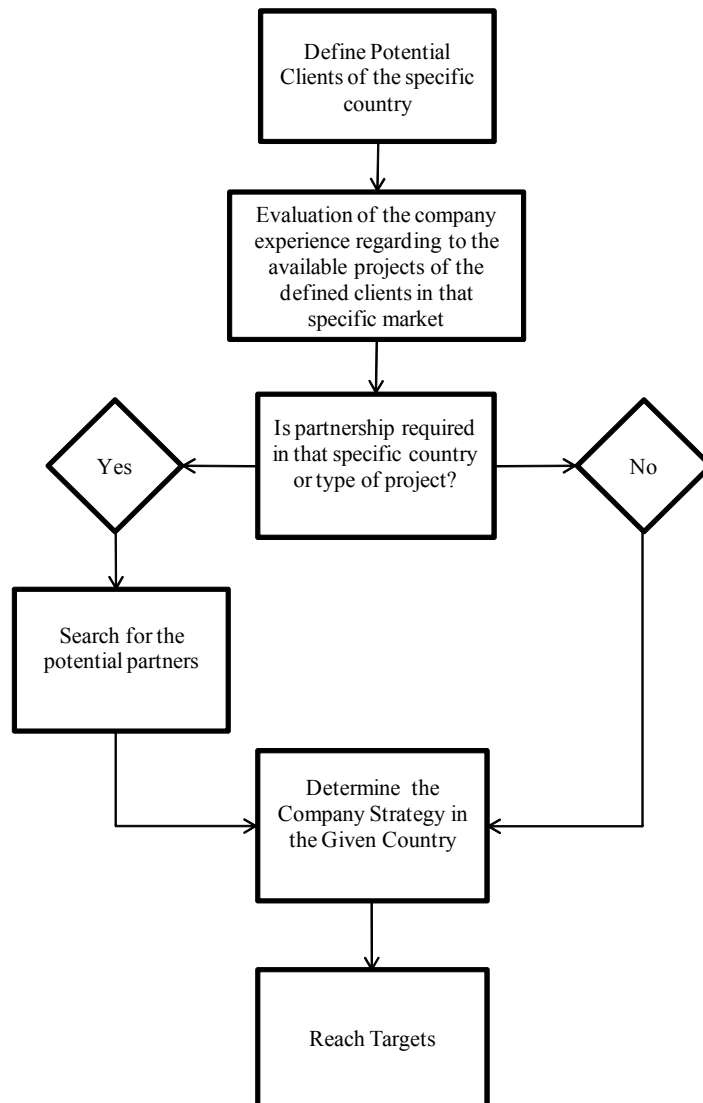 Define Potential
Clients of the specific
country
Evaluation of the company
experience regarding to the
available projects of the
defined clients in that
specific market
Is partnership required
in that specific country
or type of project?
Yes
No
Search for the
potential partners
Determine the
Company Strategy in
the Given Country
Reach Targets